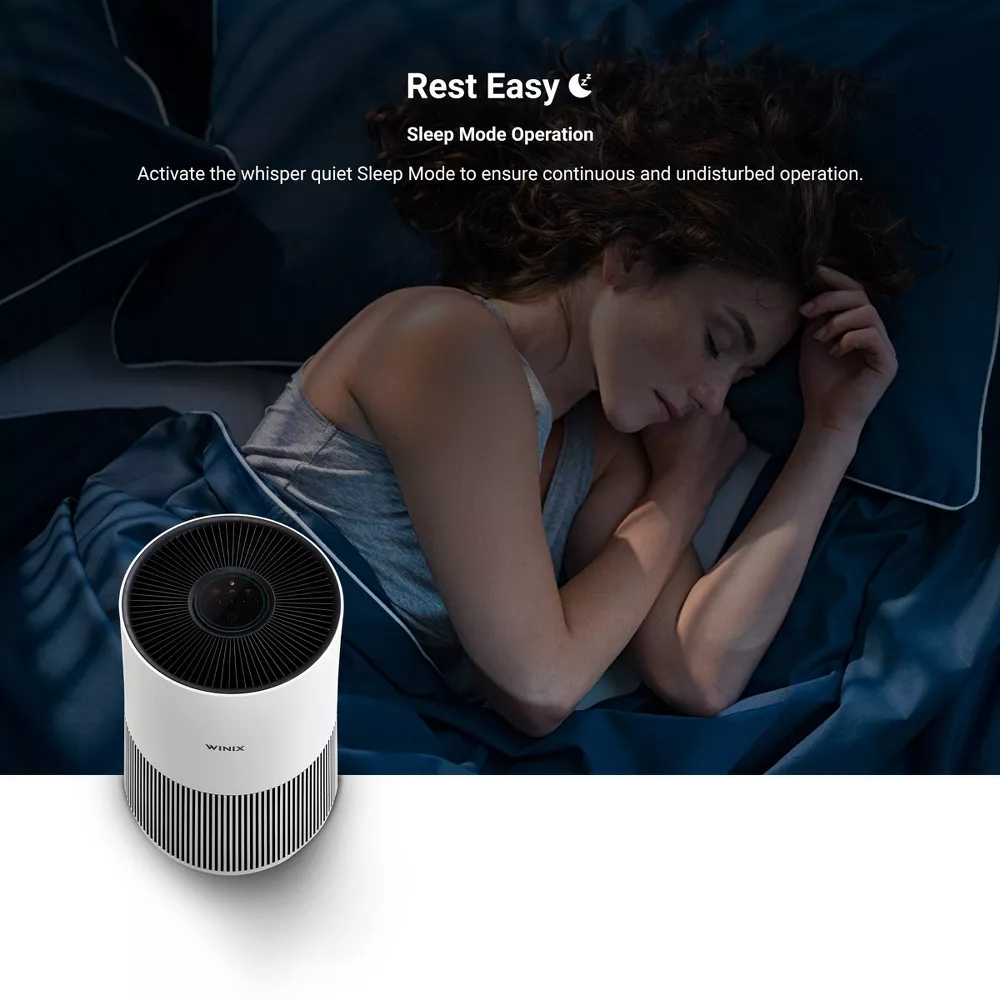 Rest Easy
Sleep Mode Operation
Activate the whisper quiet Sleep Mode to ensure continuous and undisturbed operation.
WINIX